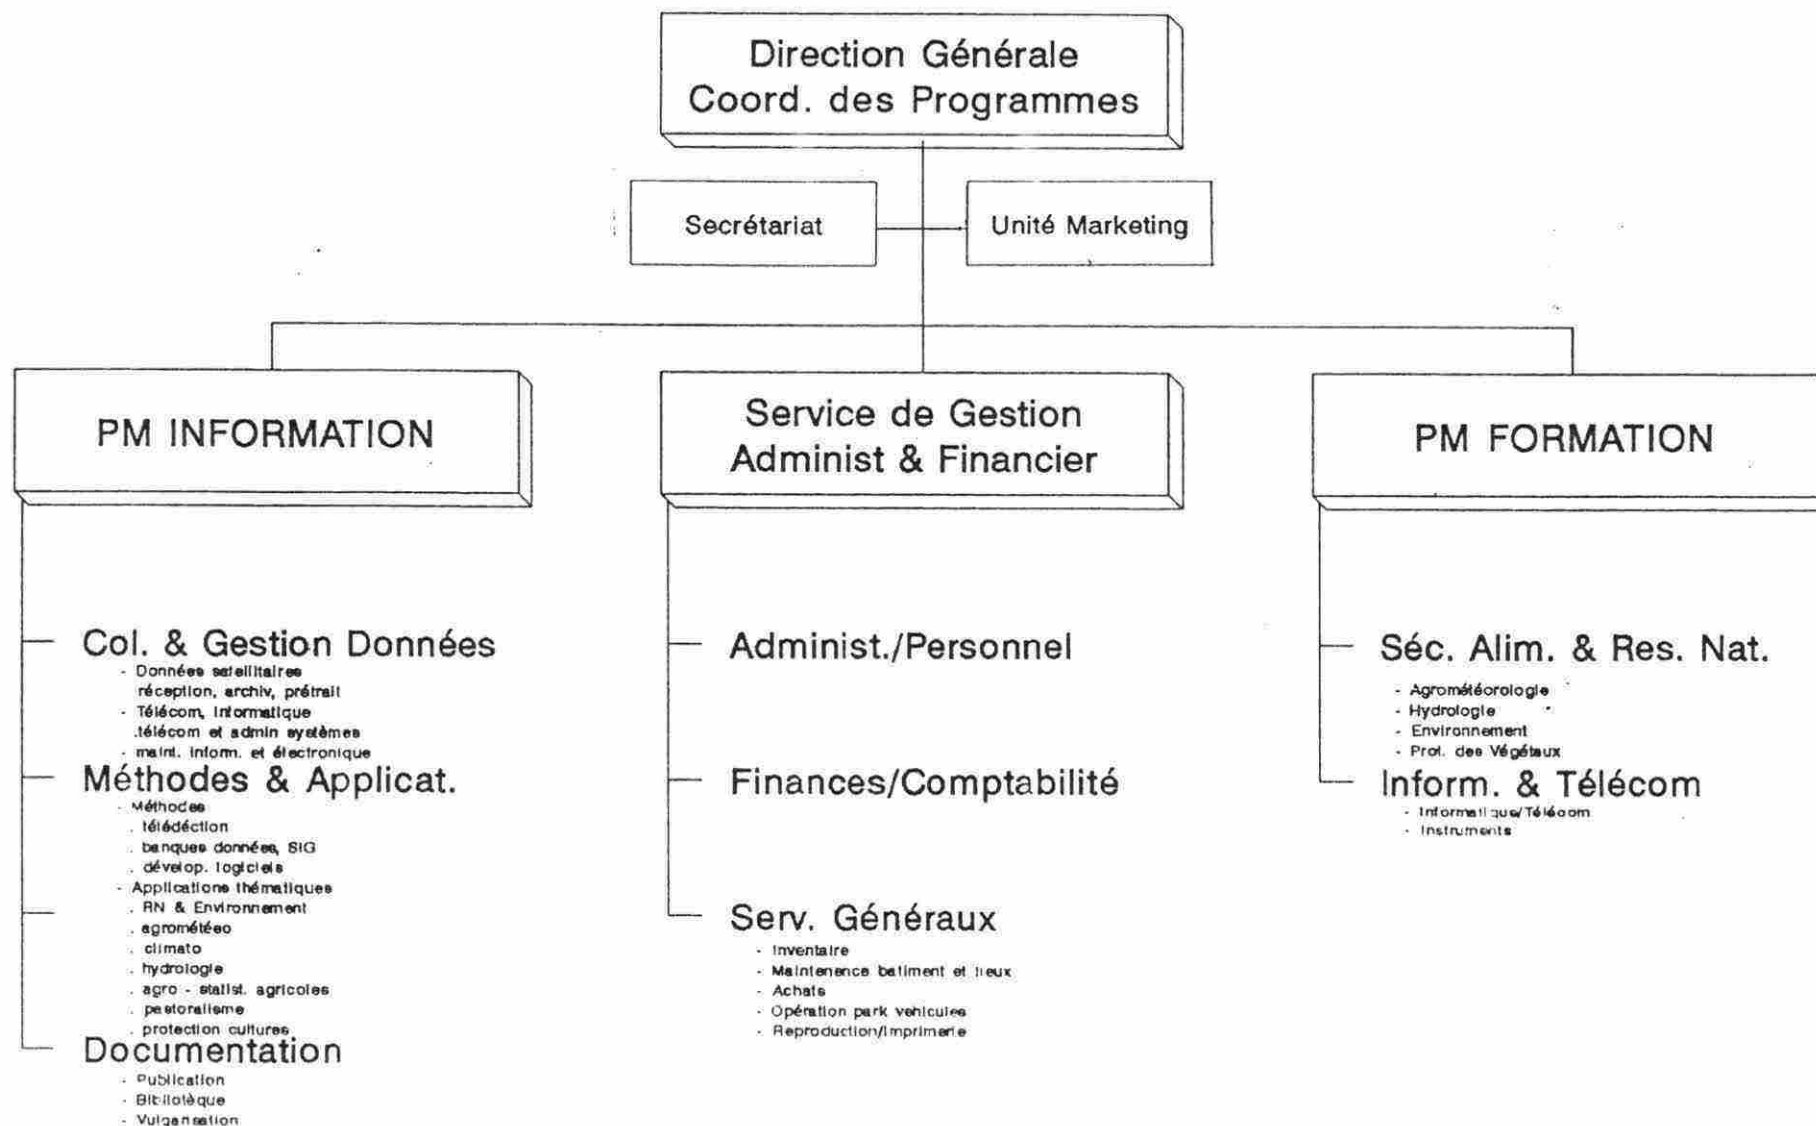 Direction Générale
Coord. des Programmes
Secrétariat
Unité Marketing
PM INFORMATION
Service de Gestion
Administ & Financier
PM FORMATION
Col. & Gestion Données
- Données satellitaires
réception, archiv, prétrait
- Télécom, Informatique
.télécom et admin systèmes
- maint. inform. et électronique
Méthodes & Applicat.
- Méthodes
. télédéction
. banques données, SIG
. dévelop. logiciels
- Applications thématiques
. RN & Environnement
. agrométéo
. climato
. hydrologie
. agro - statist. agricoles
. pastoralisme
. protection cultures
Documentation
- Publication
- Bibliotèque
- Vulgarisation
Administ./Personnel
Finances/Comptabilité
Serv. Généraux
- Inventaire
- Maintenence batiment et lieux
- Achats
- Opération park vehicules
- Reproduction/Imprimerie
Séc. Alim. & Res. Nat.
- Agrométéorologie
- Hydrologie
- Environnement
- Prot. des Végétaux
Inform. & Télécom
- Informatique/Télécom
- Instruments